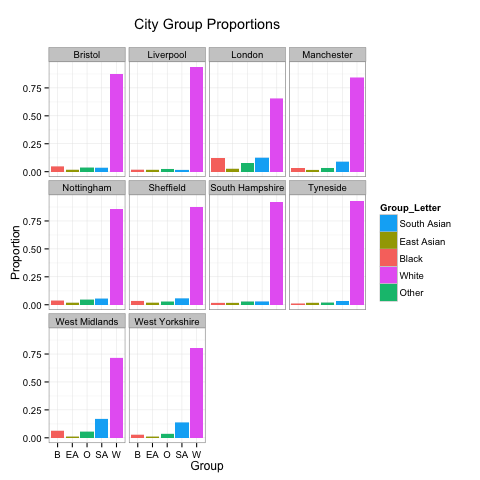 City Group Proportions
Bristol Liverpool London Manchester
0.75
0.50
0.25
0.00
Nottingham Sheffield South Hampshire Tyneside
0.75
0.50
0.25
0.00
West Midlands West Yorkshire
0.75
0.50
0.25
0.00
B EA O SA W B EA O SA W
Group
Proportion
Group_Letter
South Asian
East Asian
Black
White
Other